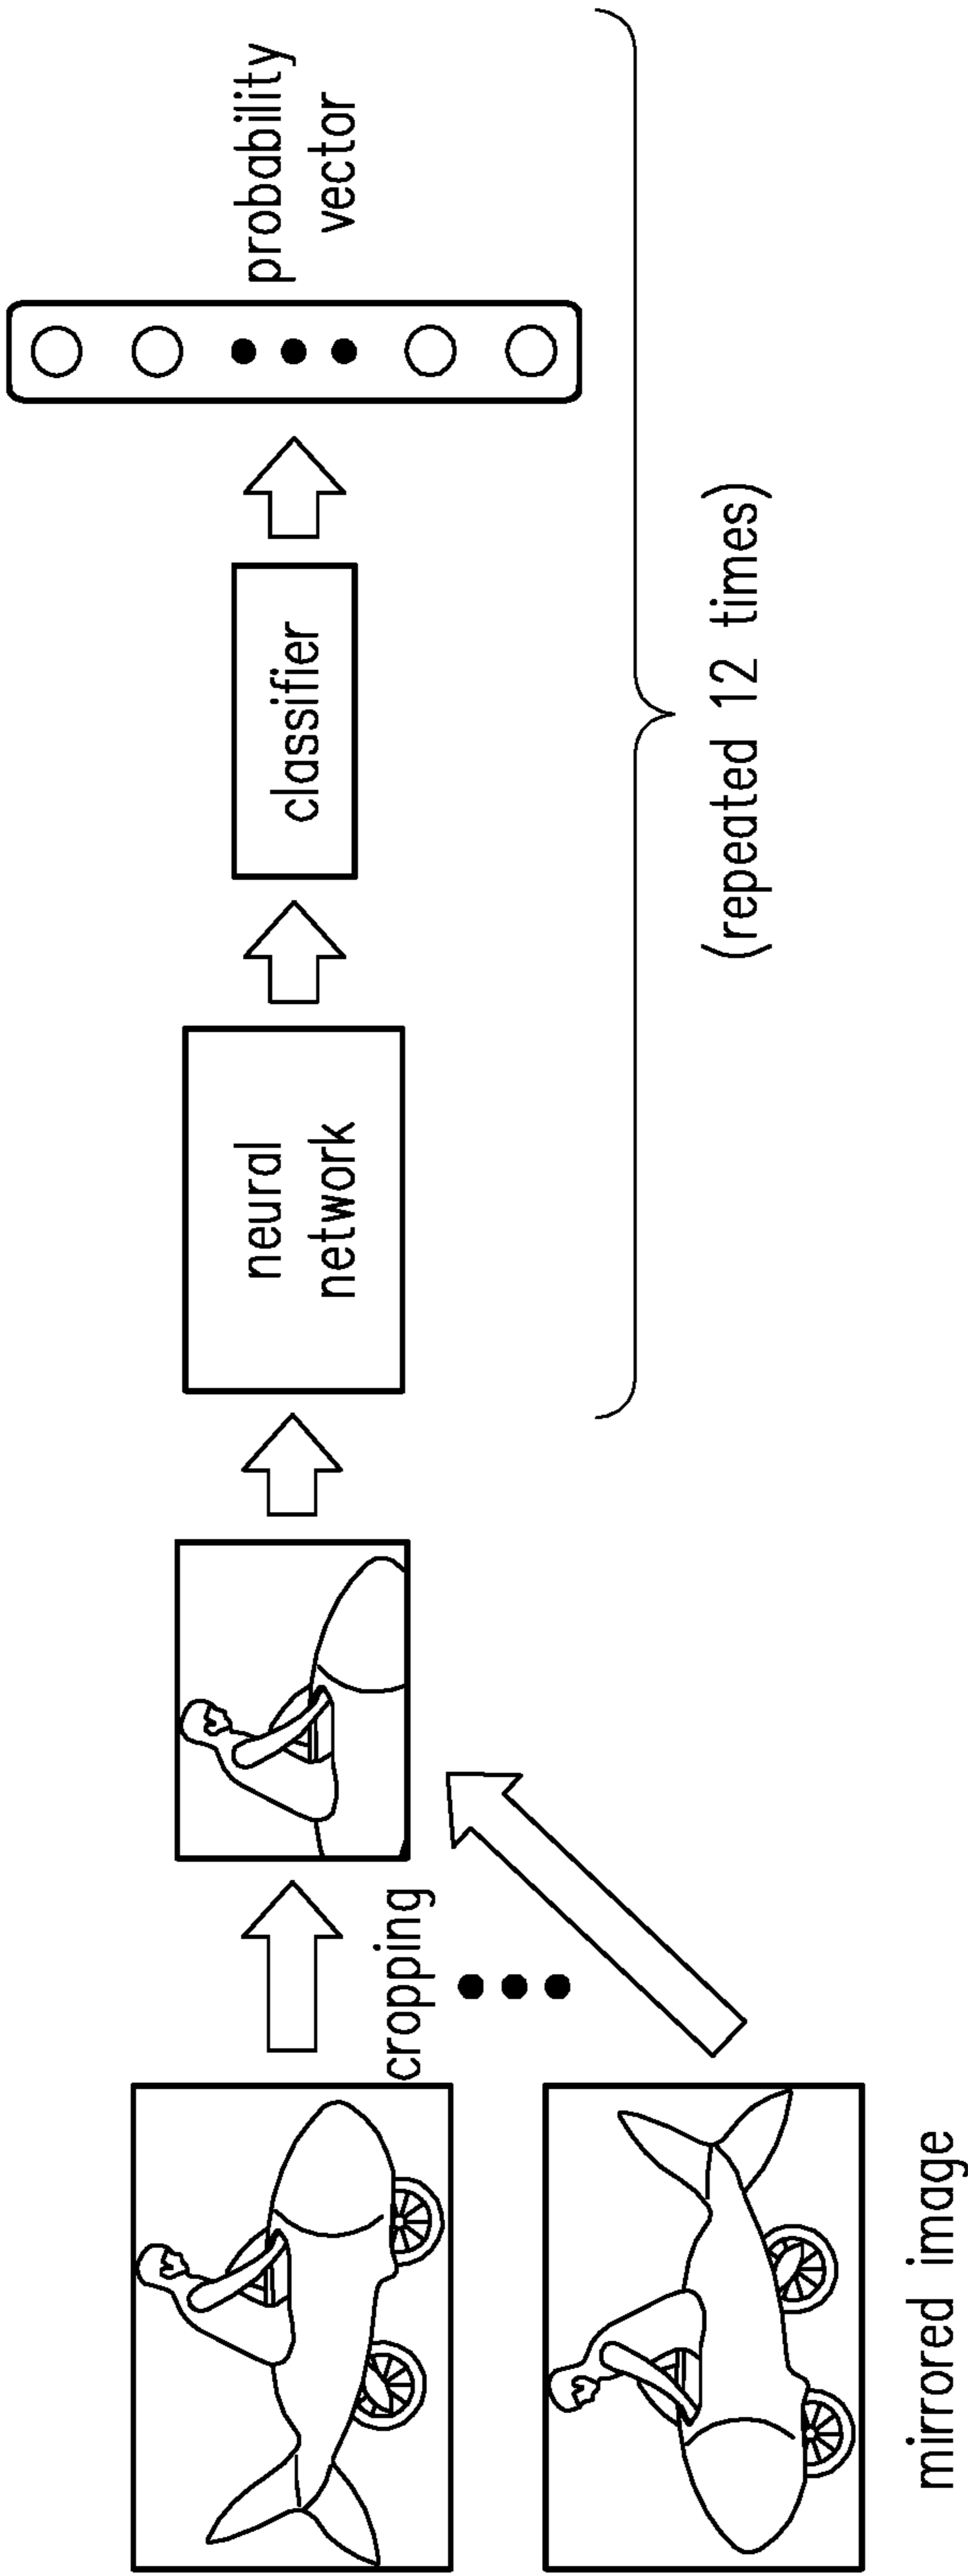 cropping
mirrored image
neural
network
classifier
probability
vector
(repeated 12 times)